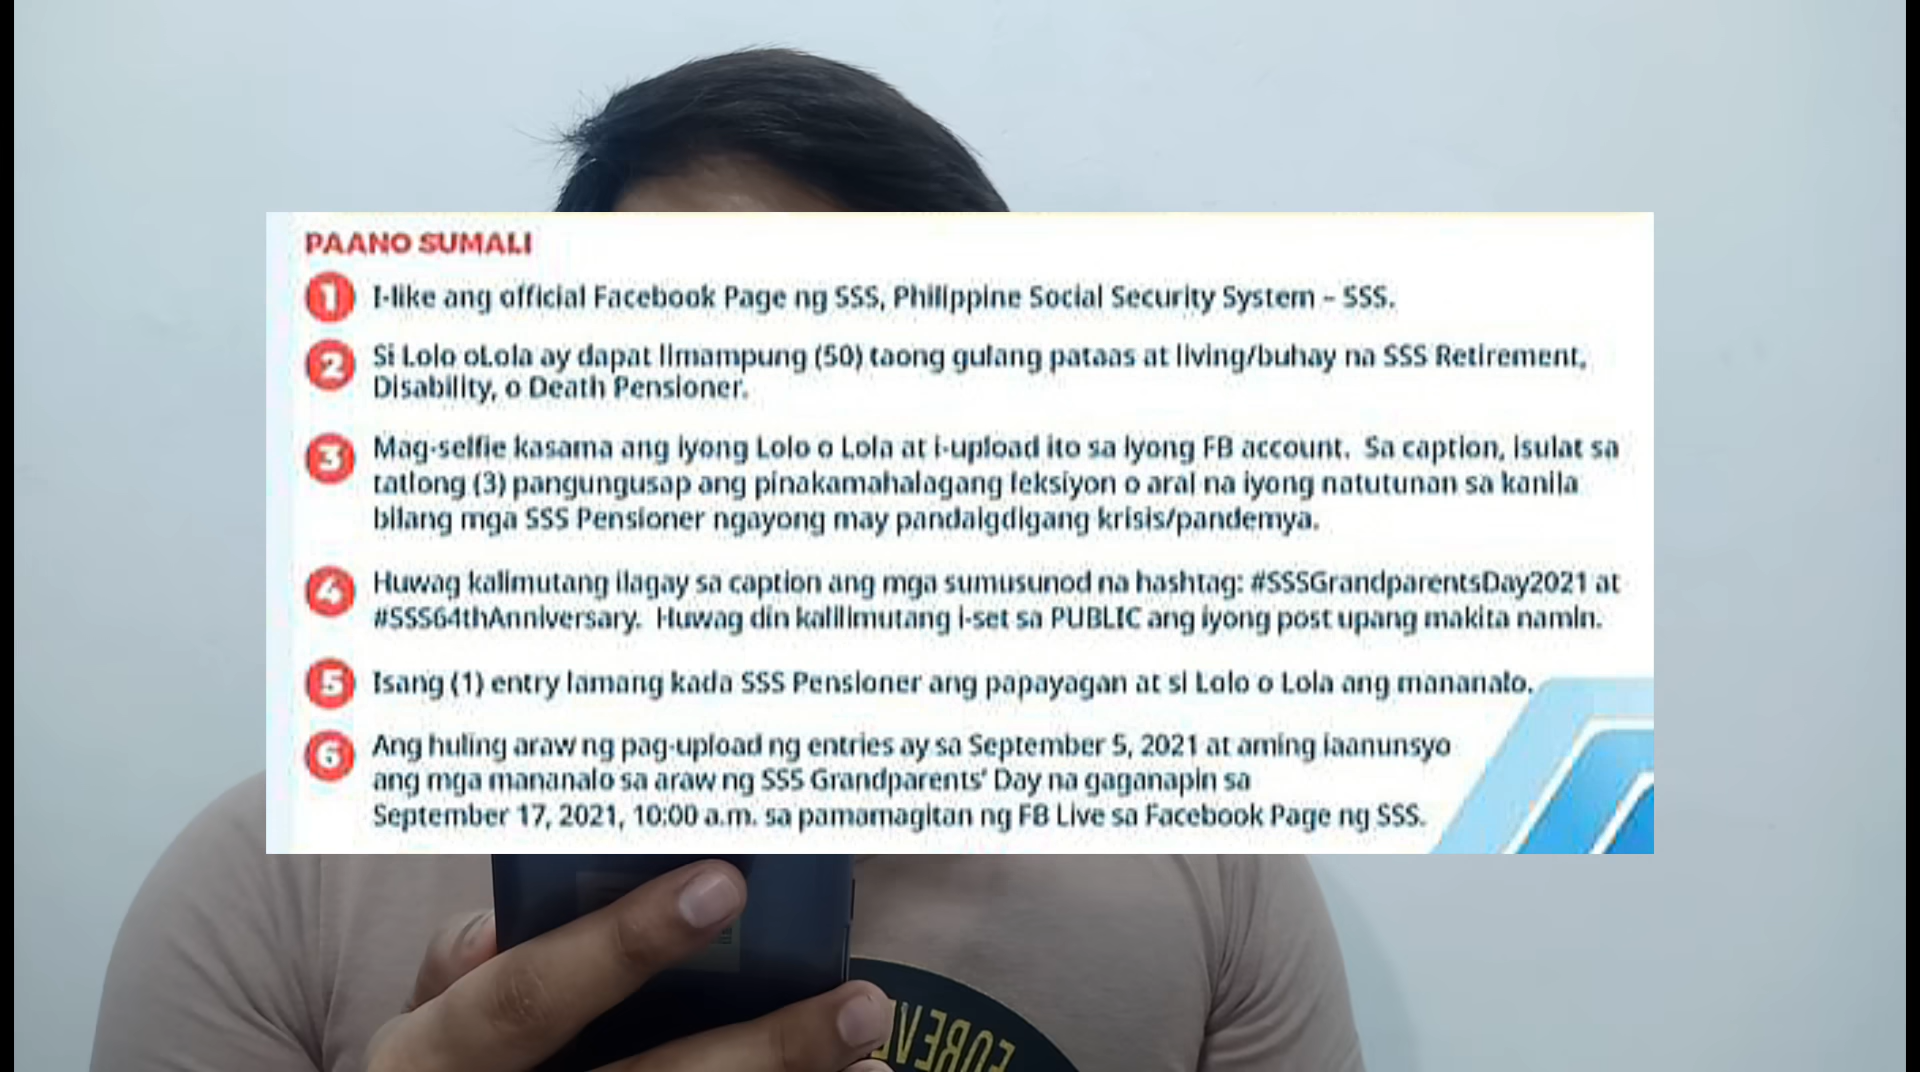 PAANO SUMALI
1 I-like ang official Facebook Page ng SSS, Philippine Social Security System – SSS.
2 Si Lolo oLola ay dapat limampung (50) taong gulang pataas at living/buhay na SSS Retirement,
Disability, o Death Pensioner.
3 Mag-selfie kasama ang iyong Lolo o Lola at i-upload ito sa iyong FB account. Sa caption, isulat sa
tatlong (3) pangungusap ang pinakamahalagang leksiyon o aral na iyong natutunan sa kanila
bilang mga SSS Pensioner ngayong may pandaigdigang krisis/pandemya.
4 Huwag kalimutang ilagay sa caption ang mga sumusunod na hashtag: #SSSGrandparentsDay2021 at
#SSS64thAnniversary. Huwag din kalilimutang i-set sa PUBLIC ang iyong post upang makita namin.
5 Isang (1) entry lamang kada SSS Pensioner ang papayagan at si Lolo o Lola ang mananalo.
6 Ang huling araw ng pag-upload ng entries ay sa September 5, 2021 at aming iaanunsyo
ang mga mananalo sa araw ng SSS Grandparents' Day na gaganapin sa
September 17, 2021, 10:00 a.m. sa pamamagitan ng FB Live sa Facebook Page ng SSS.
FOREV